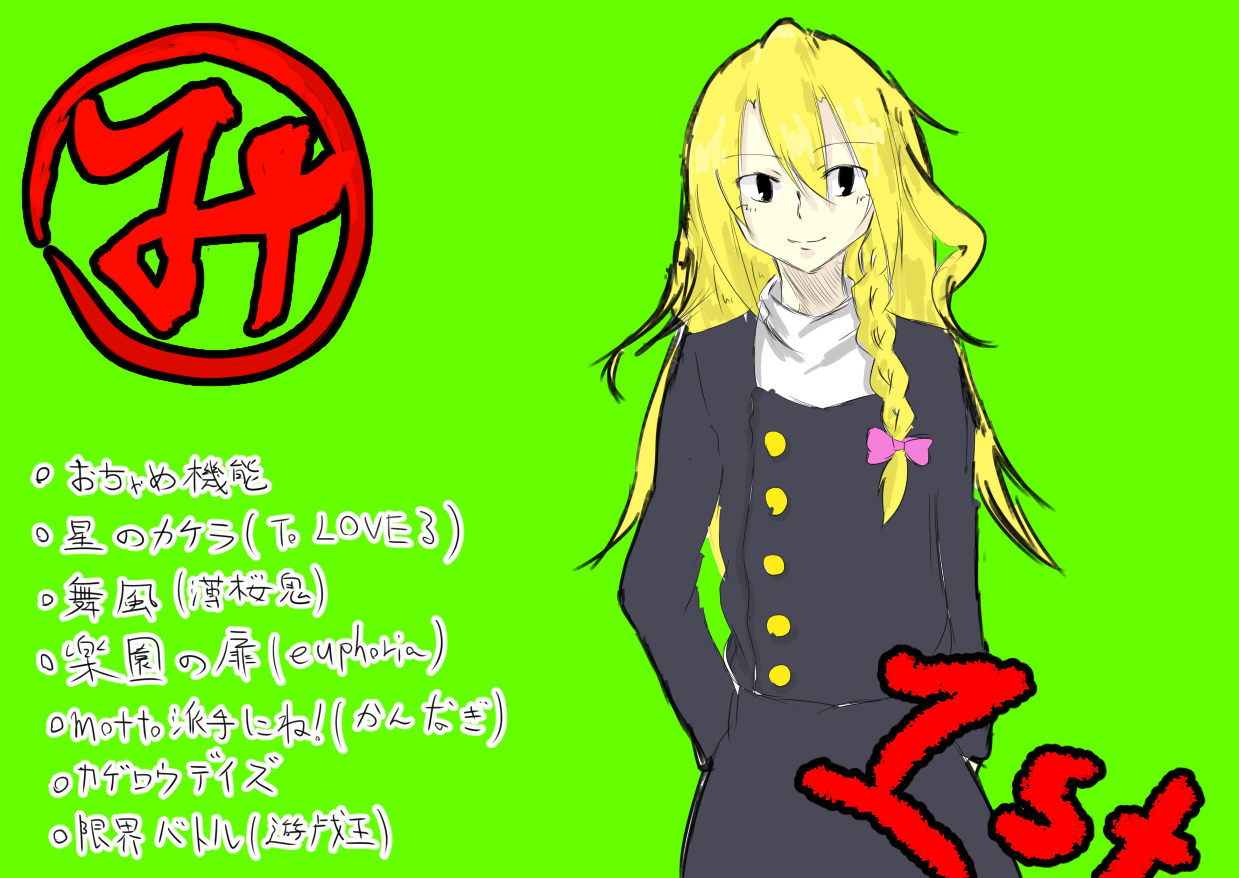 み
おちゃめ機能
星のカケラ(To LOVEる)
舞風(薄桜鬼)
楽園の扉(euphoria)
motto派手にね!(かんなぎ)
カゲロウデイズ
限界バトル(遊戯王)
1st